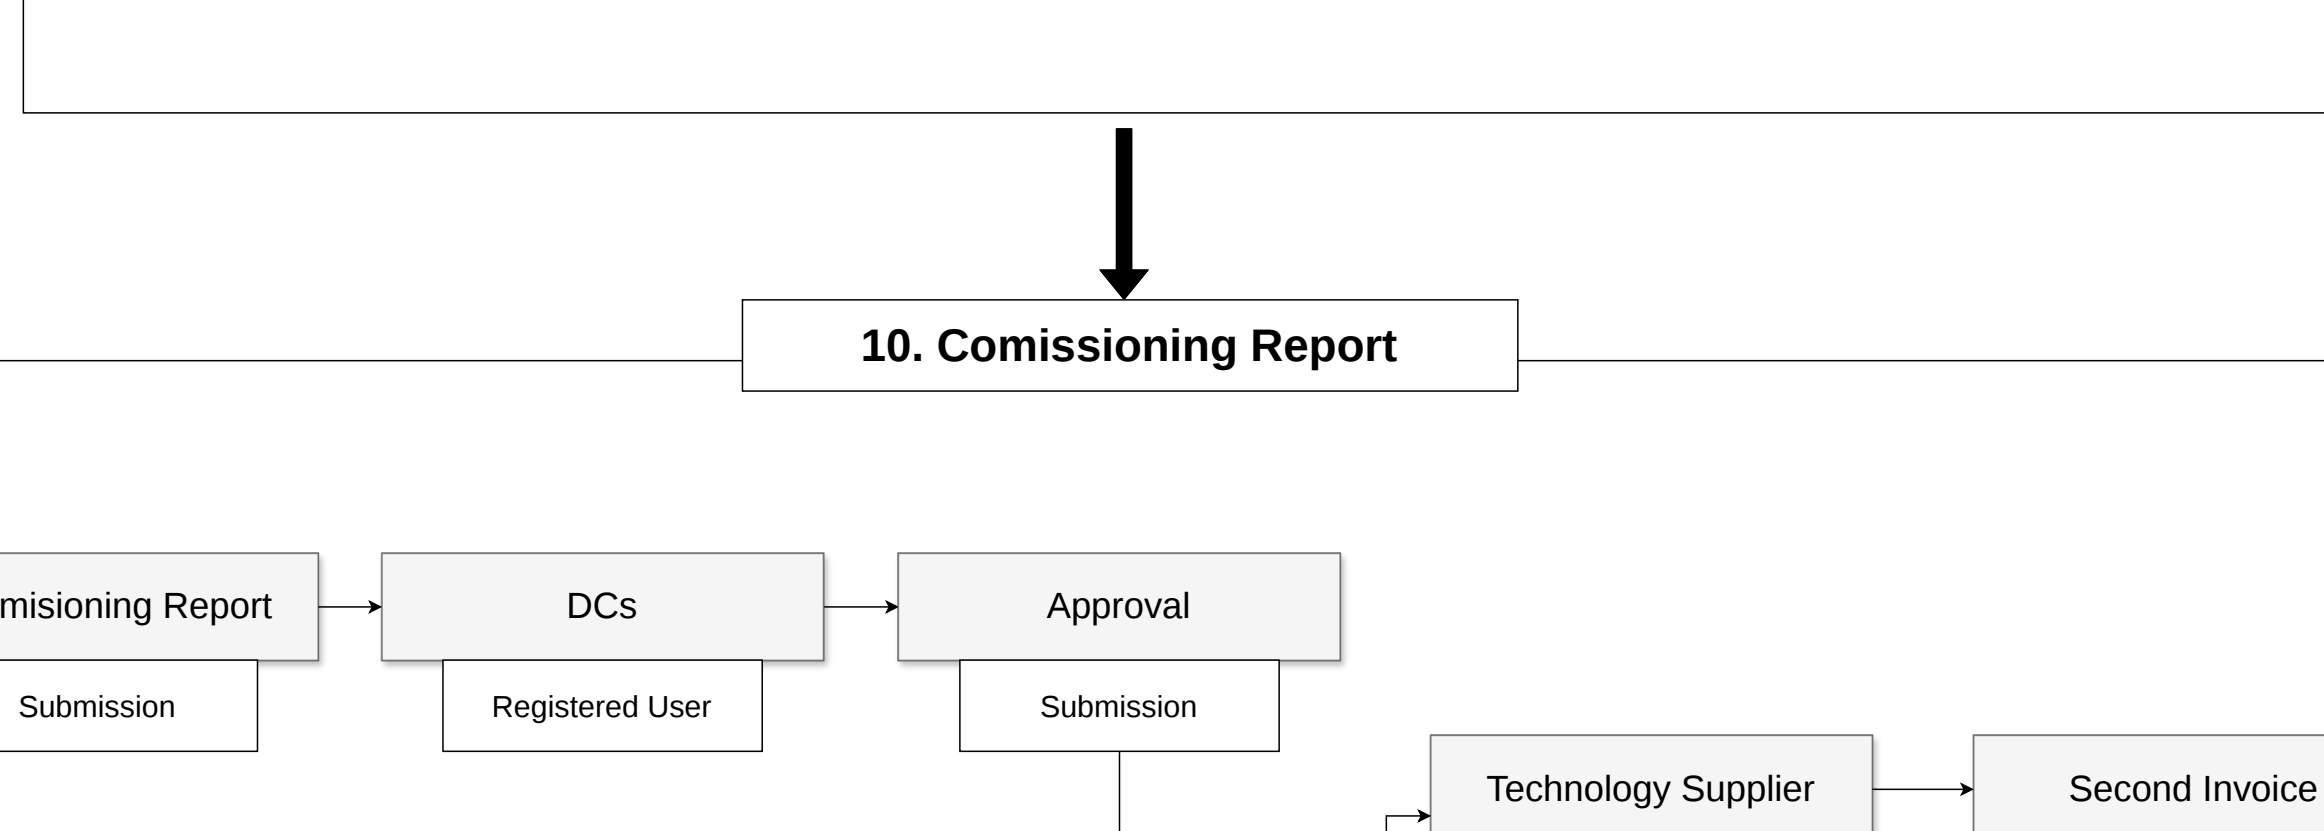 10. Comissioning Report
misioning Report
DCs
Approval
Submission
Registered User
Submission
Technology Supplier
Second Invoice